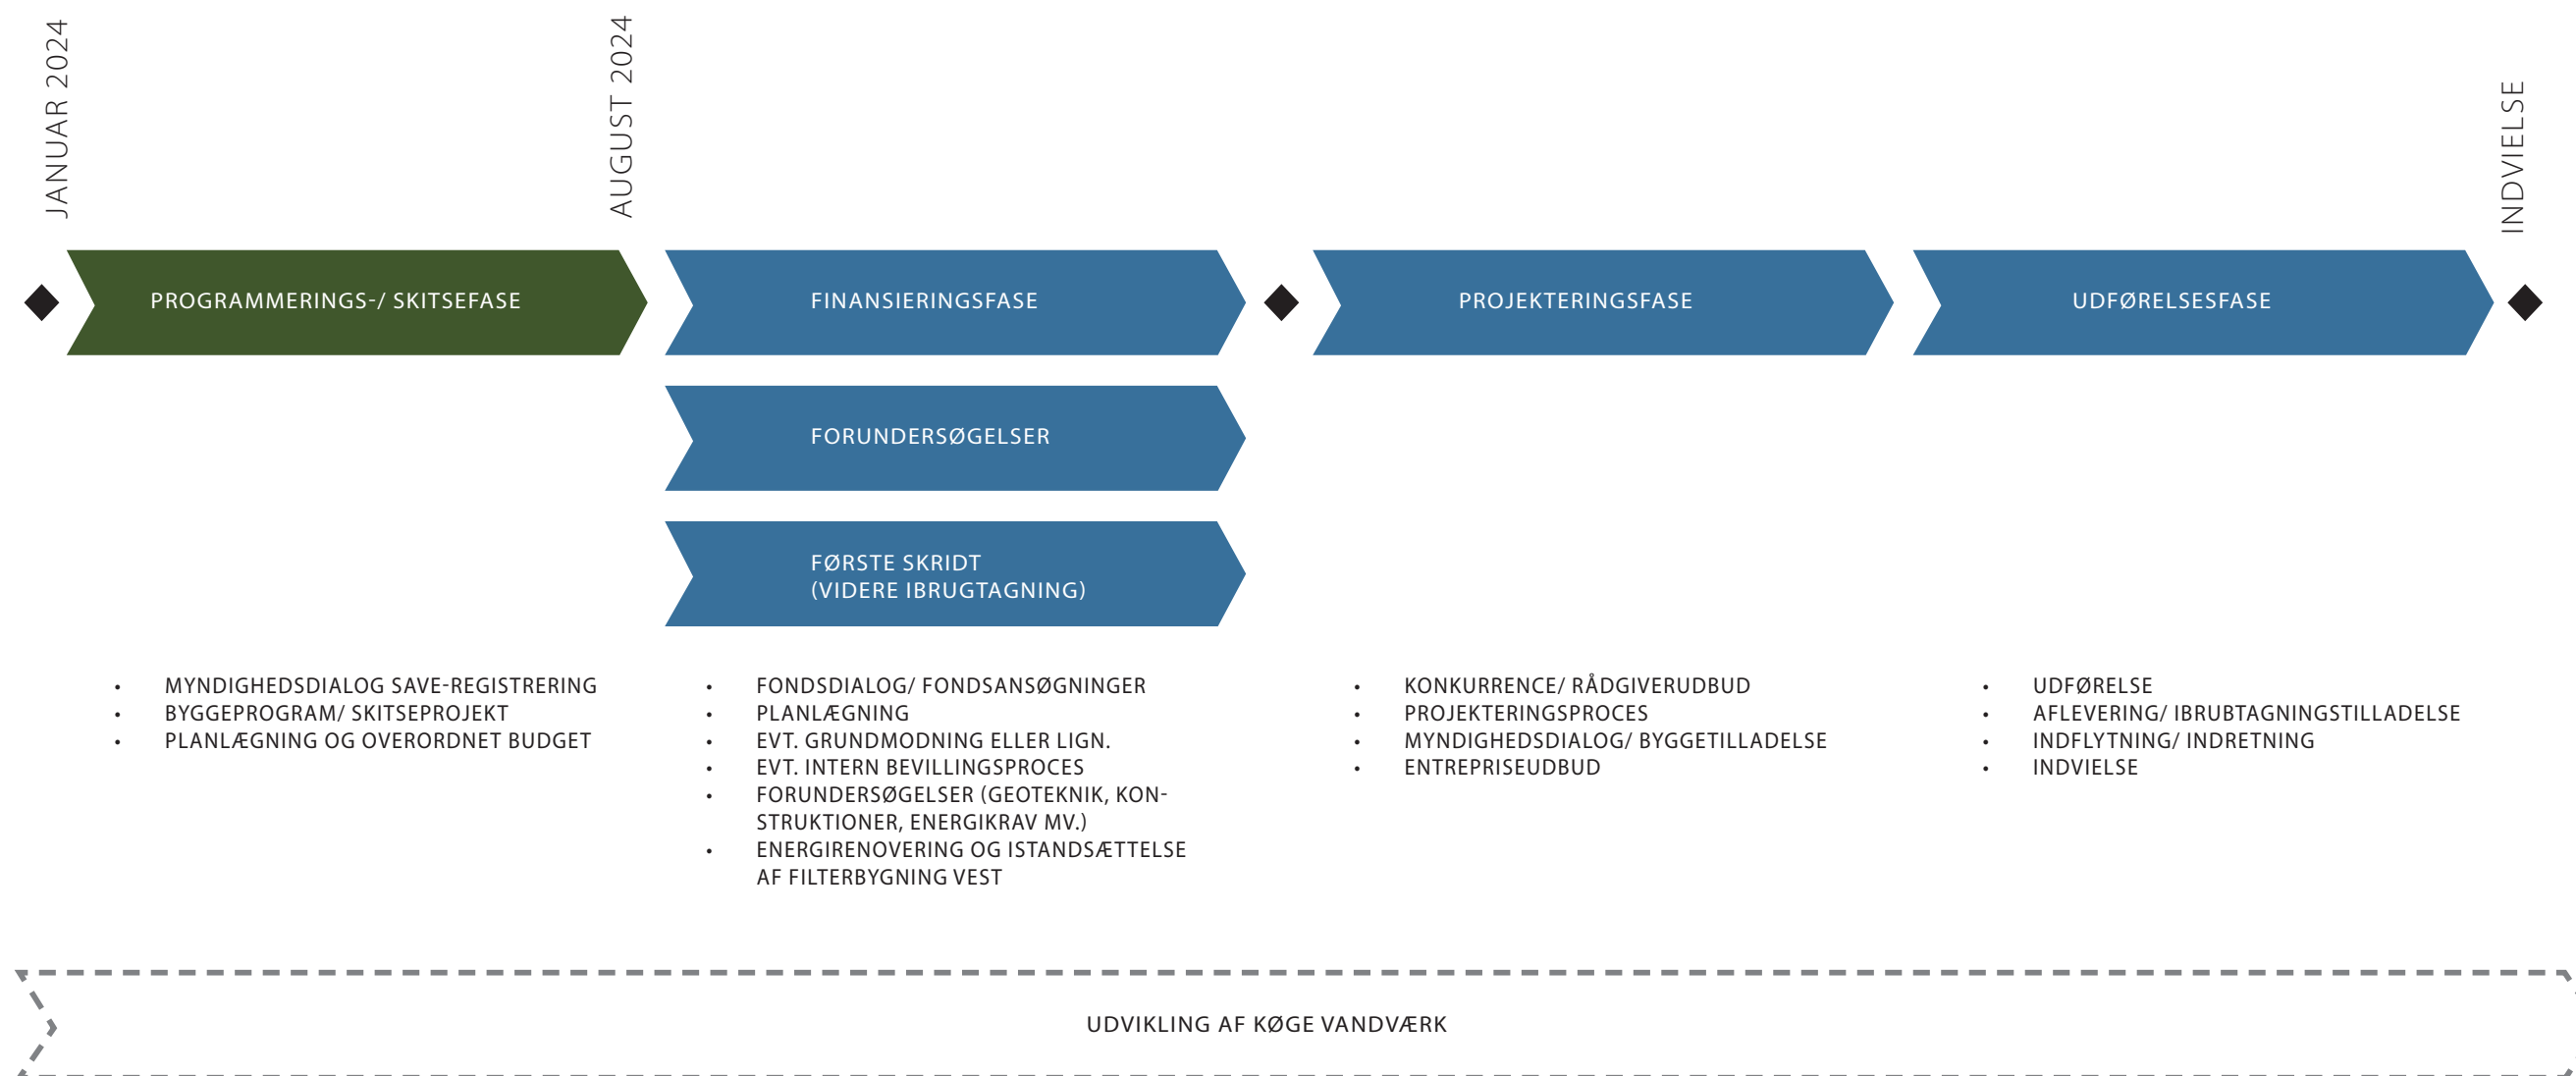 JANUAR 2024
AUGUST 2024
INDVIELSE
PROGRAMMERINGS-/ SKITSEFASE
FINANSIERINGSFASE
PROJEKTERINGSFASE
UDFØRELSESFASE
FORUNDERSØGELSER
FØRSTE SKRIDT
(VIDERE IBRUGTAGNING)
• MYNDIGHEDSDIALOG SAVE-REGISTRERING
• BYGGEPROGRAM/ SKITSEPROJEKT
• PLANLÆGNING OG OVERORDNET BUDGET
• FONDSDIALOG/ FONDSANSØGNINGER
• PLANLÆGNING
• EVT. GRUNDMODNING ELLER LIGN.
• EVT. INTERN BEVILLINGSPROCES
• FORUNDERSØGELSER (GEOTEKNIK, KON-
STRUKTIONER, ENERGIKRAV MV.)
• ENERGIRENOVERING OG ISTANDSÆTTELSE
AF FILTERBYGNING VEST
• KONKURRENCE/ RÅDGIVERUDBUD
• PROJEKTERINGSPROCES
• MYNDIGHEDSDIALOG/ BYGGETILLADELSE
• ENTREPRISEUDBUD
• UDFØRELSE
• AFLEVERING/ IBRUBTAGNINGSTILLADELSE
• INDFLYTNING/ INDRETNING
• INDVIELSE
UDVIKLING AF KØGE VANDVÆRK